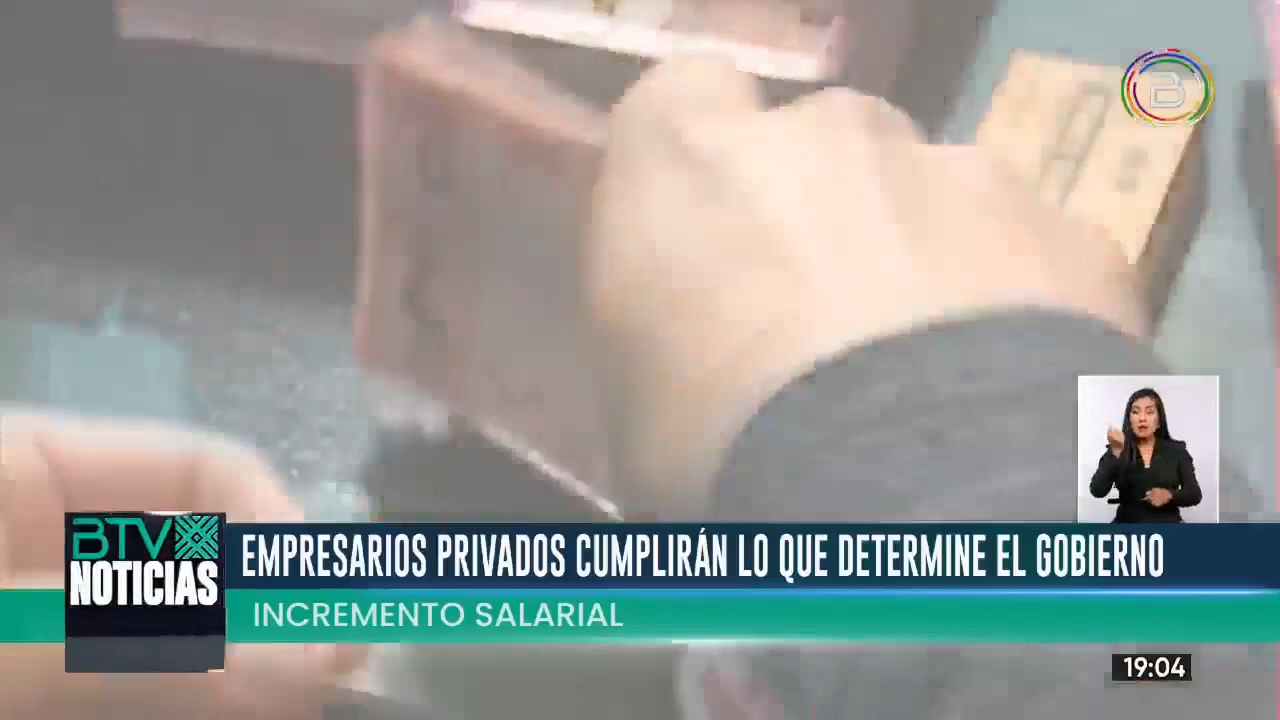 B
BTV
NOTICIAS
EMPRESARIOS PRIVADOS CUMPLIRÁN LO QUE DETERMINE EL GOBIERNO
INCREMENTO SALARIAL
19:04